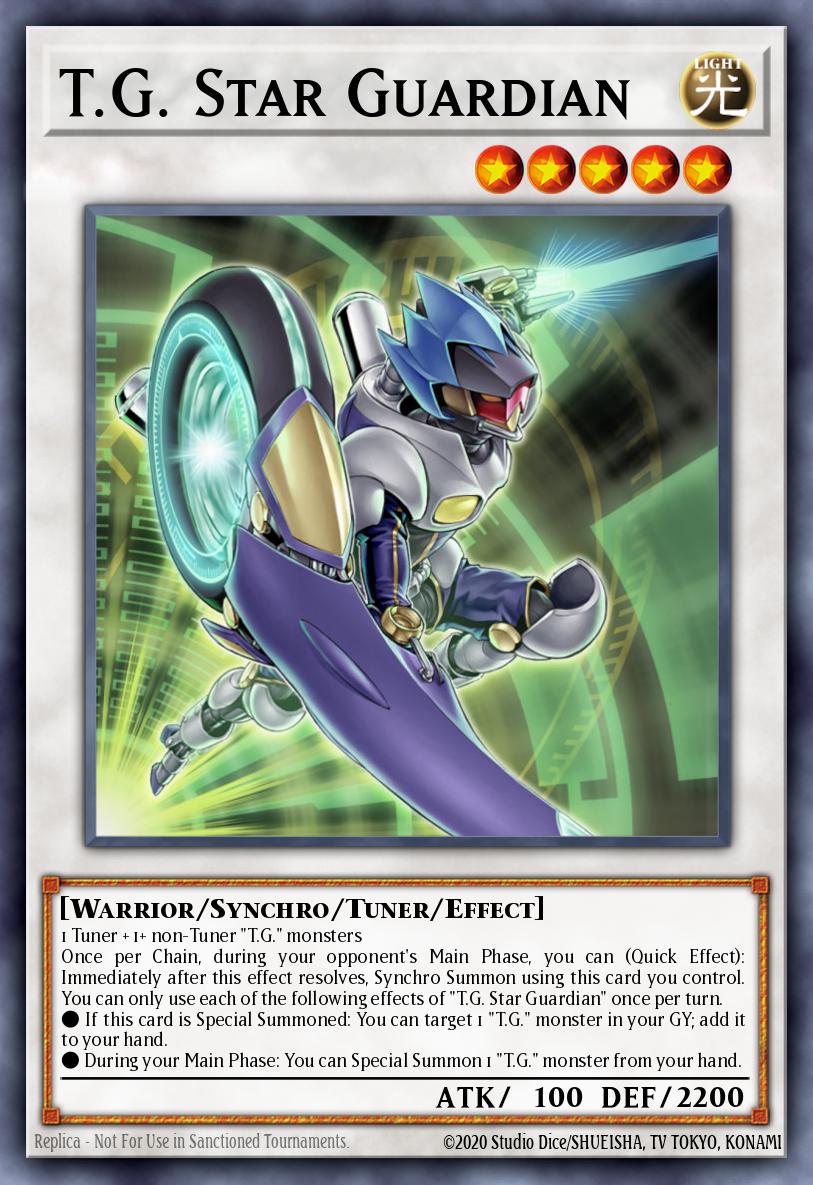 T.G. Star Guardian
LIGHT
光
[Warrior/Synchro/Tuner/Effect]
1 Tuner + 1+ non-Tuner "T.G." monsters
Once per Chain, during your opponent's Main Phase, you can (Quick Effect):
Immediately after this effect resolves, Synchro Summon using this card you control.
You can only use each of the following effects of "T.G. Star Guardian" once per turn.
● If this card is Special Summoned: You can target 1 "T.G." monster in your GY; add it
to your hand.
● During your Main Phase: You can Special Summon 1 "T.G." monster from your hand.
ATK/ 100 DEF/2200
Replica - Not For Use in Sanctioned Tournaments.
©2020 Studio Dice/SHUEISHA, TV TOKYO, KONAMI